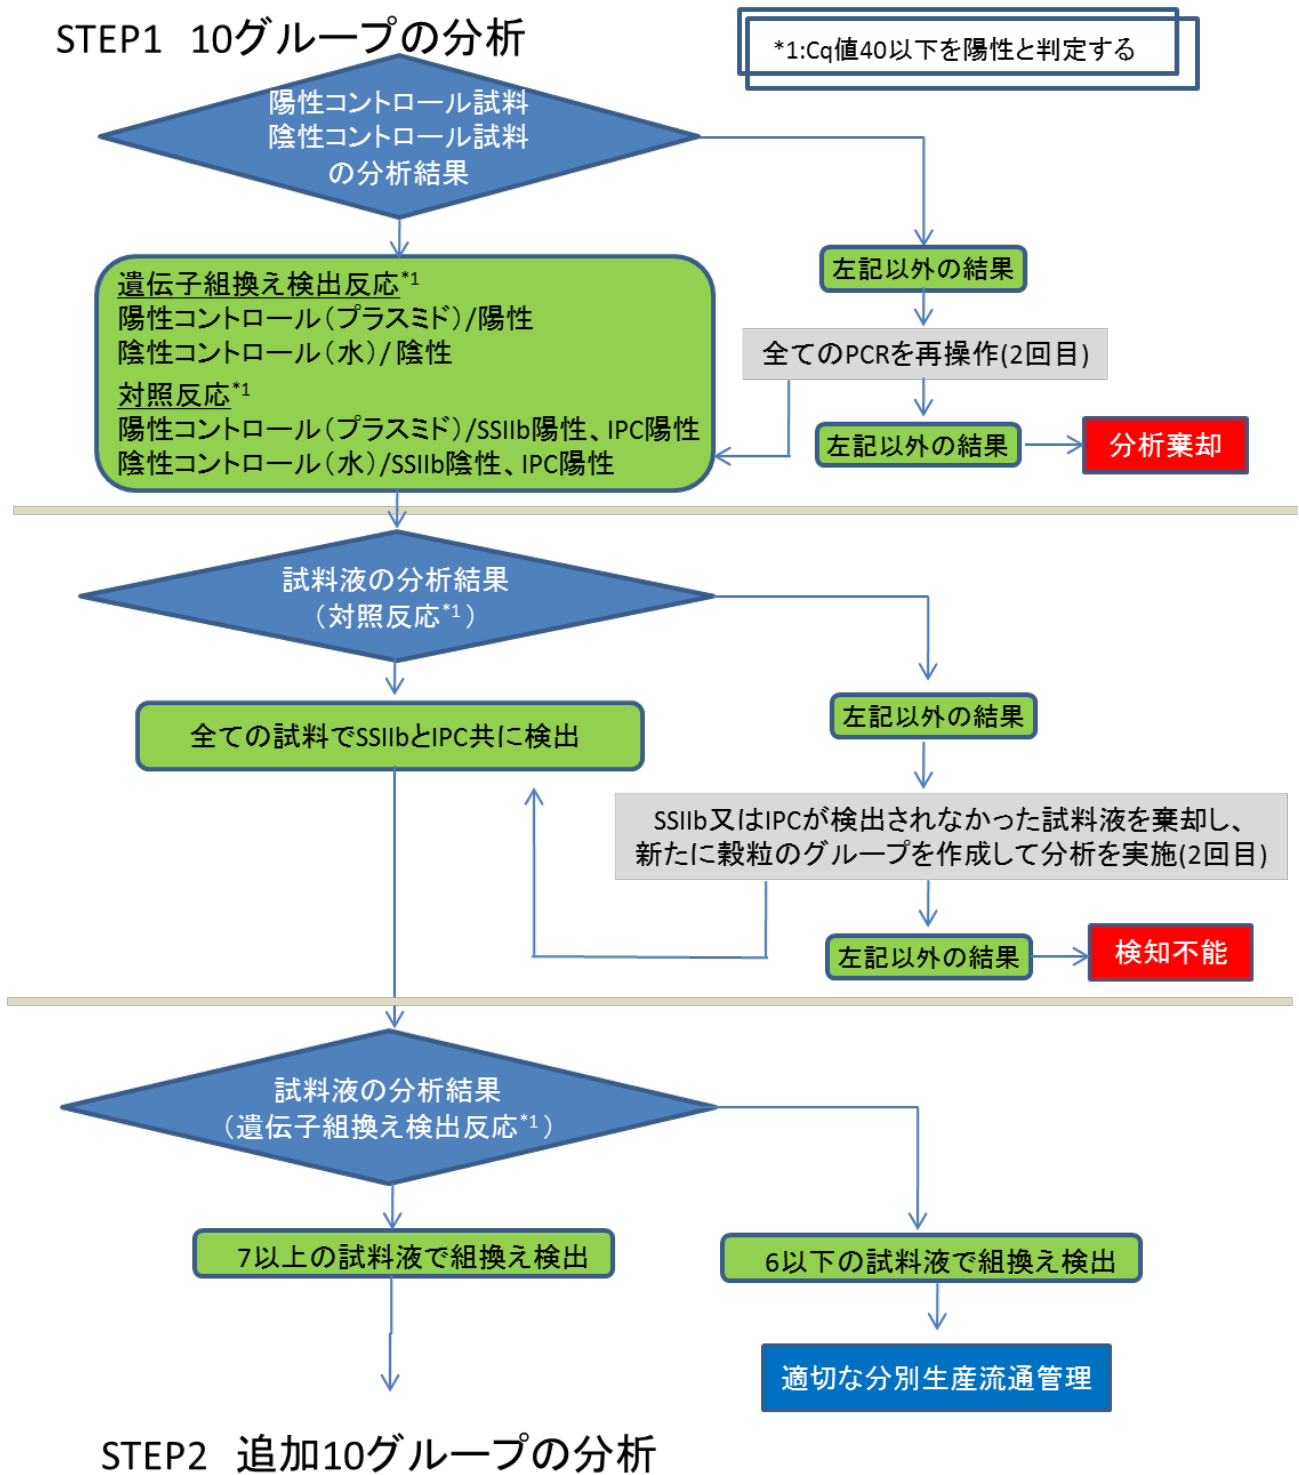 STEP1 10グループの分析
*1:Cq値40以下を陽性と判定する
陽性コントロール試料
陰性コントロール試料
の分析結果
遺伝子組換え検出反応*1
陽性コントロール（プラスミド）/陽性
陰性コントロール（水）/陰性
対照反応*1
陽性コントロール（プラスミド）/SSIIb陽性、IPC陽性
陰性コントロール（水）/SSIIb陰性、IPC陽性
左記以外の結果
全てのPCRを再操作(2回目)
左記以外の結果
分析棄却
試料液の分析結果
（対照反応*1）
全ての試料でSSIIbとIPC共に検出
左記以外の結果
SSIIb又はIPCが検出されなかった試料液を棄却し、
新たに穀粒のグループを作成して分析を実施(2回目)
左記以外の結果
検知不能
試料液の分析結果
（遺伝子組換え検出反応*1）
7以上の試料液で組換え検出
6以下の試料液で組換え検出
適切な分別生産流通管理
STEP2 追加10グループの分析